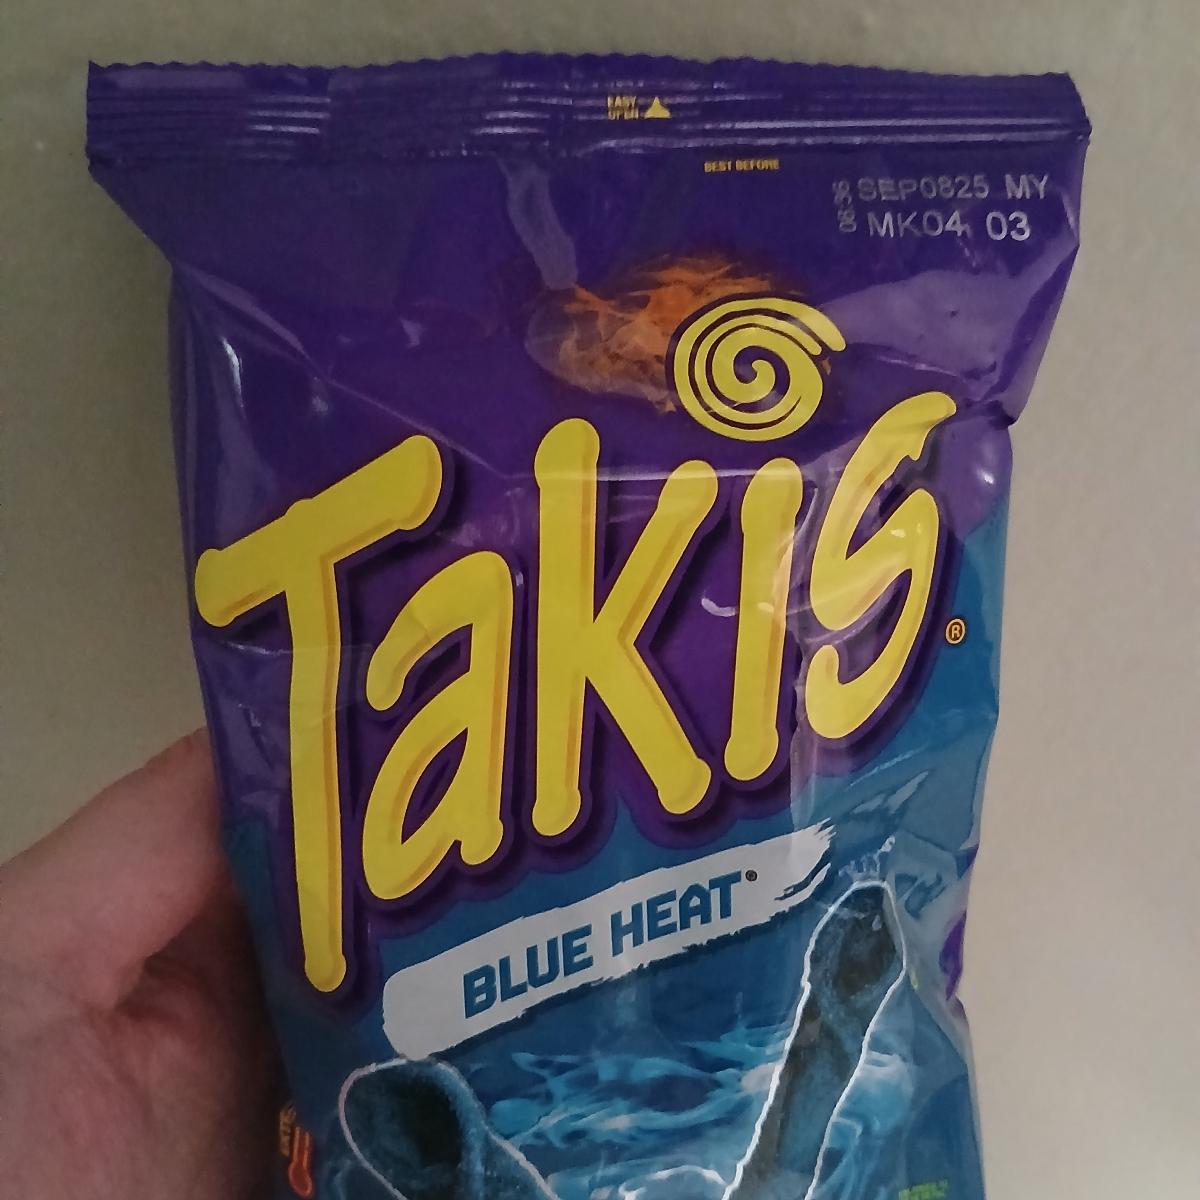 EASY
OPEN
BEST BEFORE
SEP0825 MY
MK04 03
Takis®
BLUE HEAT®